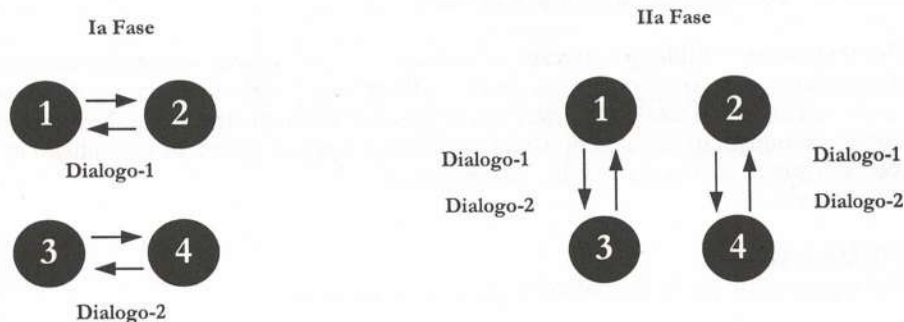 Ia Fase
1 2
Dialogo-1
3 4
Dialogo-2
IIa Fase
1 2
Dialogo-1 Dialogo-1
Dialogo-2 Dialogo-2
3 4